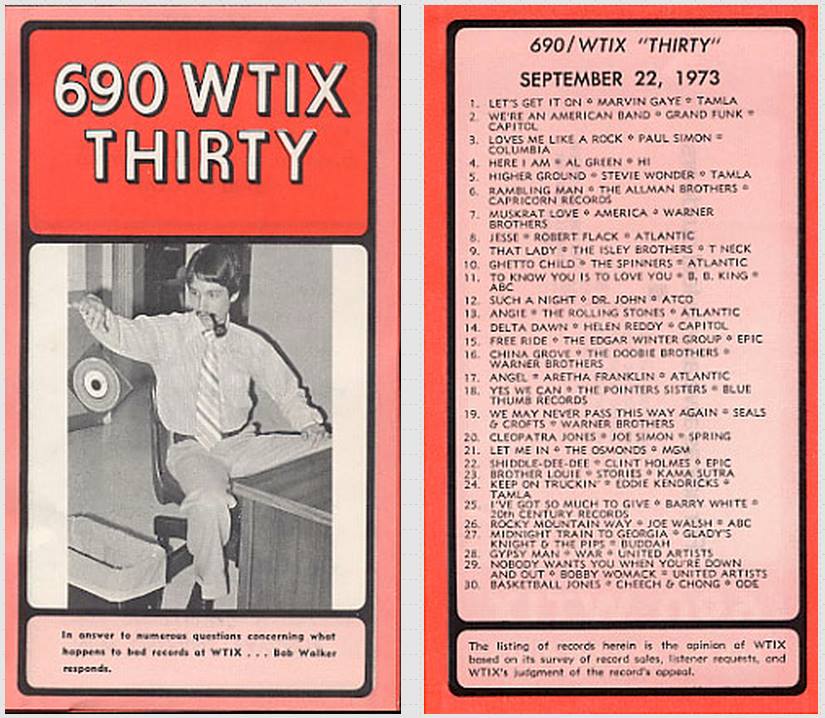 690 WTIX
THIRTY
In answer to numerous questions concerning what
happens to bad records at WTIX . . . Bob Walker
responds.
690/WTIX "THIRTY"
SEPTEMBER 22, 1973
1. LET'S GET IT ON * MARVIN GAYE * TAMLA
2. WE'RE AN AMERICAN BAND * GRAND FUNK *
CAPITOL
3. LOVES ME LIKE A ROCK * PAUL SIMON *
COLUMBIA
4. HERE I AM * AL GREEN * HI
5. HIGHER GROUND * STEVIE WONDER * TAMLA
6. RAMBLING MAN * THE ALLMAN BROTHERS *
CAPRICORN RECORDS
7. MUSKRAT LOVE * AMERICA * WARNER
BROTHERS
8. JESSE * ROBERT FLACK * ATLANTIC
9. THAT LADY * THE ISLEY BROTHERS * T NECK
10. GHETTO CHILD * THE SPINNERS * ATLANTIC
11. TO KNOW YOU IS TO LOVE YOU * B. B. KING *
ABC
12. SUCH A NIGHT * DR. JOHN * ATCO
13. ANGIE * THE ROLLING STONES * ATLANTIC
14. DELTA DAWN * HELEN REDDY * CAPITOL
15. FREE RIDE * THE EDGAR WINTER GROUP * EPIC
16. CHINA GROVE * THE DOOBIE BROTHERS *
WARNER BROTHERS
17. ANGEL * ARETHA FRANKLIN * ATLANTIC
18. YES WE CAN * THE POINTERS SISTERS * BLUE
THUMB RECORDS
19. WE MAY NEVER PASS THIS WAY AGAIN * SEALS
& CROFTS * WARNER BROTHERS
20. CLEOPATRA JONES * JOE SIMON * SPRING
21. LET ME IN * THE OSMONDS * MGM
22. SHIDDLE-DEE-DEE * CLINT HOLMES * EPIC
23. BROTHER LOUIE * STORIES * KAMA SUTRA
24. KEEP ON TRUCKIN' * EDDIE KENDRICKS *
TAMLA
25. I'VE GOT SO MUCH TO GIVE * BARRY WHITE *
20th CENTURY RECORDS
26. ROCKY MOUNTAIN WAY * JOE WALSH * ABC
27. MIDNIGHT TRAIN TO GEORGIA * GLADY'S
KNIGHT & THE PIPS * BUDDAH
28. GYPSY MAN * WAR * UNITED ARTISTS
29. NOBODY WANTS YOU WHEN YOU'RE DOWN
AND OUT * BOBBY WOMACK * UNITED ARTISTS
30. BASKETBALL JONES * CHEECH & CHONG * ODE
The listing of records herein is the opinion of WTIX
based on its survey of record sales, listener requests, and
WTIX's judgment of the record's appeal.